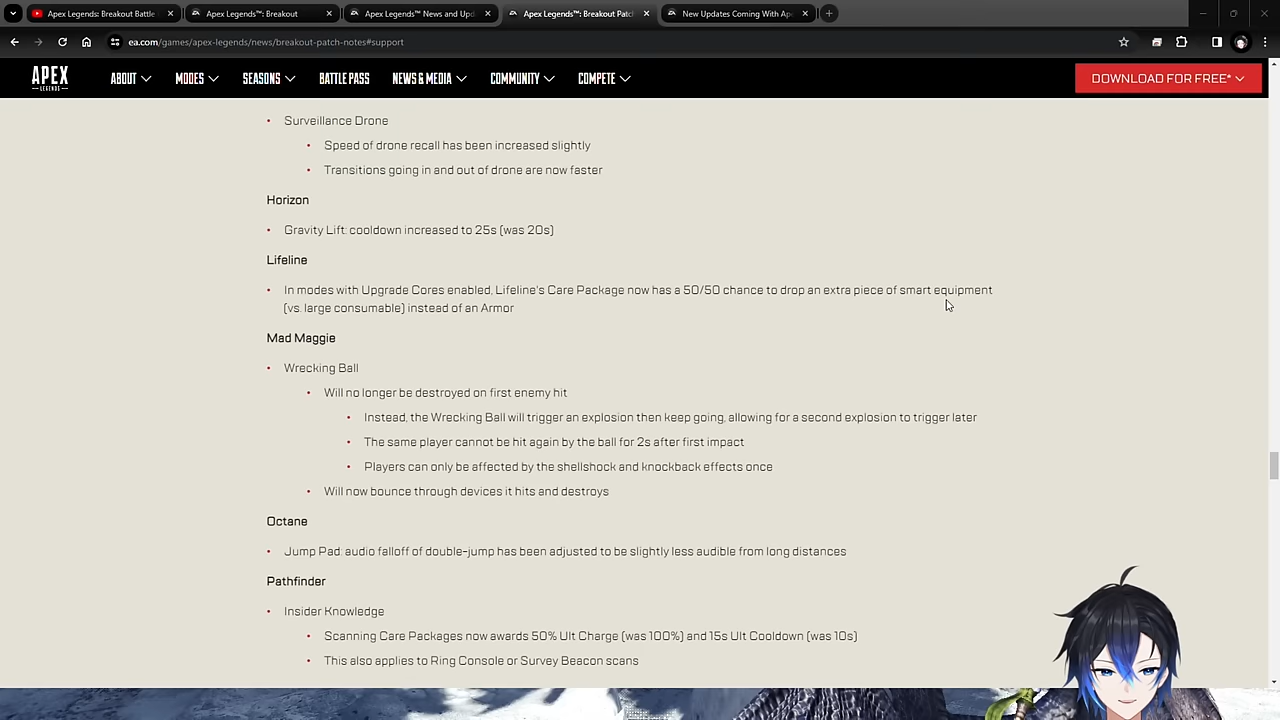 Apex Legends: Breakout Battle
Apex Legends™: Breakout
Apex Legends™ News and Upd
Apex Legends™: Breakout Patc
New Updates Coming With Ape
ea.com/games/apex-legends/news/breakout-patch-notes#support
APEX
LEGENDS
ABOUT
MODES
SEASONS
BATTLE PASS
NEWS & MEDIA
COMMUNITY
COMPETE
DOWNLOAD FOR FREE*
• Surveillance Drone
• Speed of drone recall has been increased slightly
• Transitions going in and out of drone are now faster
Horizon
• Gravity Lift: cooldown increased to 25s (was 20s)
Lifeline
• In modes with Upgrade Cores enabled, Lifeline's Care Package now has a 50/50 chance to drop an extra piece of smart equipment
(vs. large consumable) instead of an Armor
Mad Maggie
• Wrecking Ball
• Will no longer be destroyed on first enemy hit
• Instead, the Wrecking Ball will trigger an explosion then keep going, allowing for a second explosion to trigger later
• The same player cannot be hit again by the ball for 2s after first impact
• Players can only be affected by the shellshock and knockback effects once
• Will now bounce through devices it hits and destroys
Octane
• Jump Pad: audio falloff of double-jump has been adjusted to be slightly less audible from long distances
Pathfinder
• Insider Knowledge
• Scanning Care Packages now awards 50% Ult Charge (was 100%) and 15s Ult Cooldown (was 10s)
• This also applies to Ring Console or Survey Beacon scans